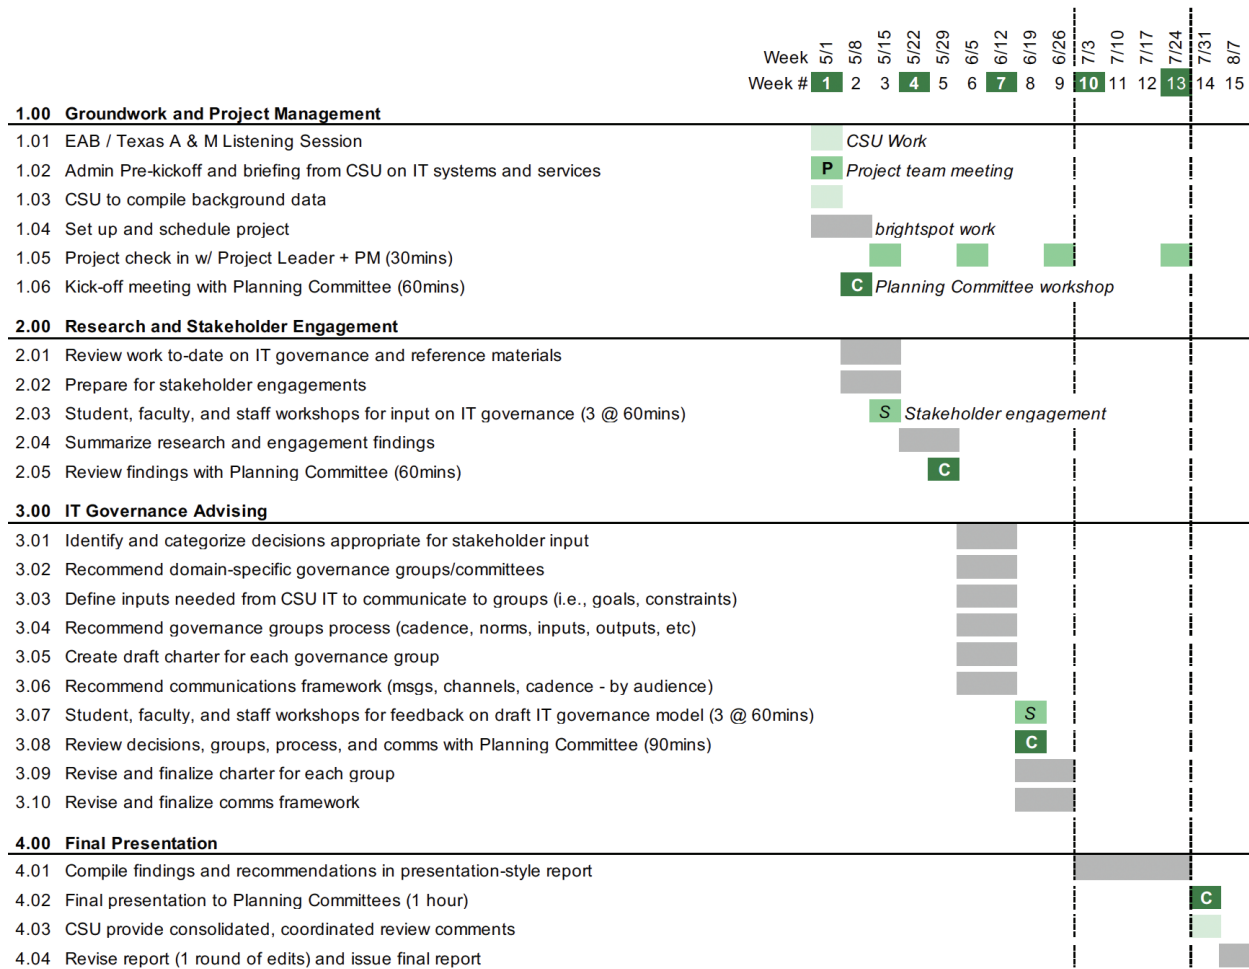 Week 5/1 5/8 5/15 5/22 5/29 6/5 6/12 6/19 6/26 7/3 7/10 7/17 7/24 7/31 8/7
Week # 1 2 3 4 5 6 7 8 9 10 11 12 13 14 15
1.00 Groundwork and Project Management
1.01 EAB / Texas A & M Listening Session CSU Work
1.02 Admin Pre-kickoff and briefing from CSU on IT systems and services P Project team meeting
1.03 CSU to compile background data
1.04 Set up and schedule project brightspot work
1.05 Project check in w/ Project Leader + PM (30mins)
1.06 Kick-off meeting with Planning Committee (60mins) C Planning Committee workshop
2.00 Research and Stakeholder Engagement
2.01 Review work to-date on IT governance and reference materials
2.02 Prepare for stakeholder engagements
2.03 Student, faculty, and staff workshops for input on IT governance (3 @ 60mins) S Stakeholder engagement
2.04 Summarize research and engagement findings
2.05 Review findings with Planning Committee (60mins) C
3.00 IT Governance Advising
3.01 Identify and categorize decisions appropriate for stakeholder input
3.02 Recommend domain-specific governance groups/committees
3.03 Define inputs needed from CSU IT to communicate to groups (i.e., goals, constraints)
3.04 Recommend governance groups process (cadence, norms, inputs, outputs, etc)
3.05 Create draft charter for each governance group
3.06 Recommend communications framework (msgs, channels, cadence - by audience)
3.07 Student, faculty, and staff workshops for feedback on draft IT governance model (3 @ 60mins) S
3.08 Review decisions, groups, process, and comms with Planning Committee (90mins) C
3.09 Revise and finalize charter for each group
3.10 Revise and finalize comms framework
4.00 Final Presentation
4.01 Compile findings and recommendations in presentation-style report
4.02 Final presentation to Planning Committees (1 hour) C
4.03 CSU provide consolidated, coordinated review comments
4.04 Revise report (1 round of edits) and issue final report